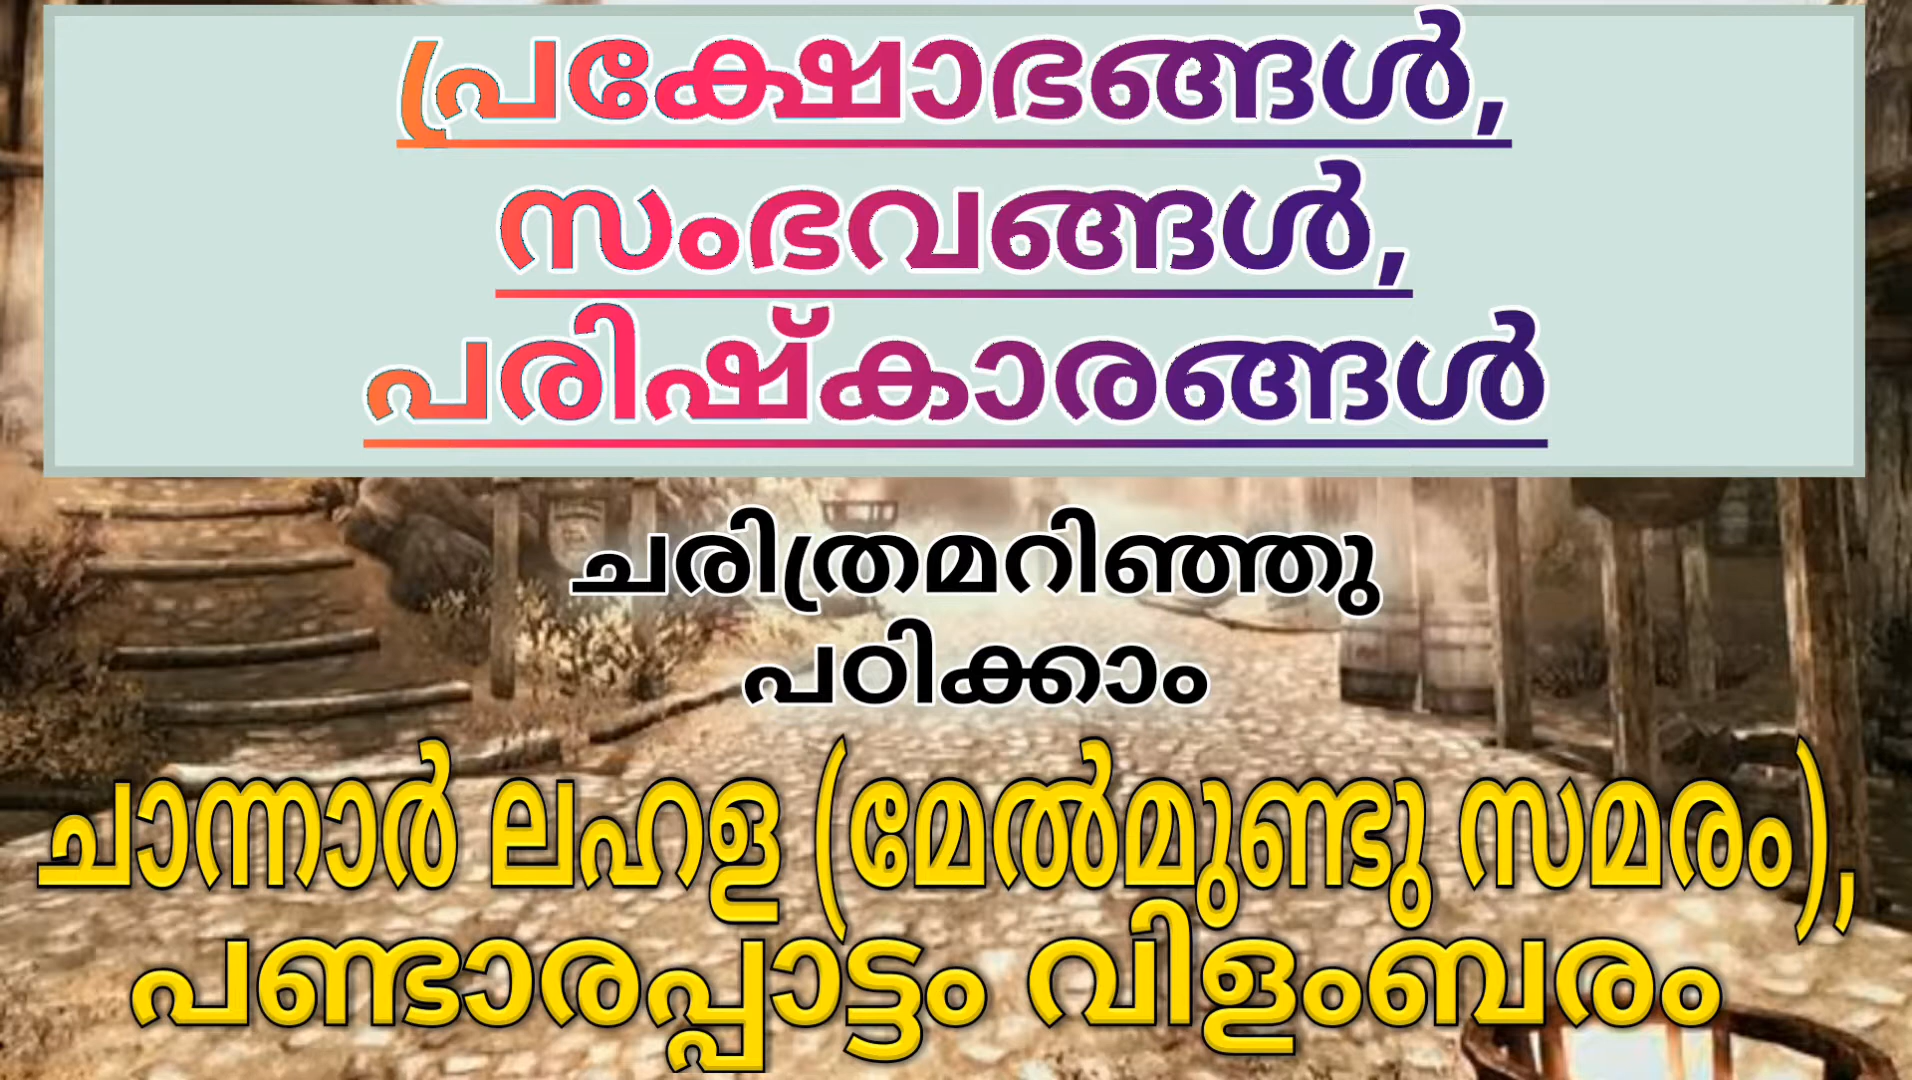 പ്രക്ഷോഭങ്ങൾ,
സംഭവങ്ങൾ,
പരിഷ്കാരങ്ങൾ
ചരിത്രമറിഞ്ഞു
പഠിക്കാം
ചാന്നാർ ലഹള (മേൽമുണ്ടു സമരം),
പണ്ടാരപ്പാട്ടം വിളംബരം